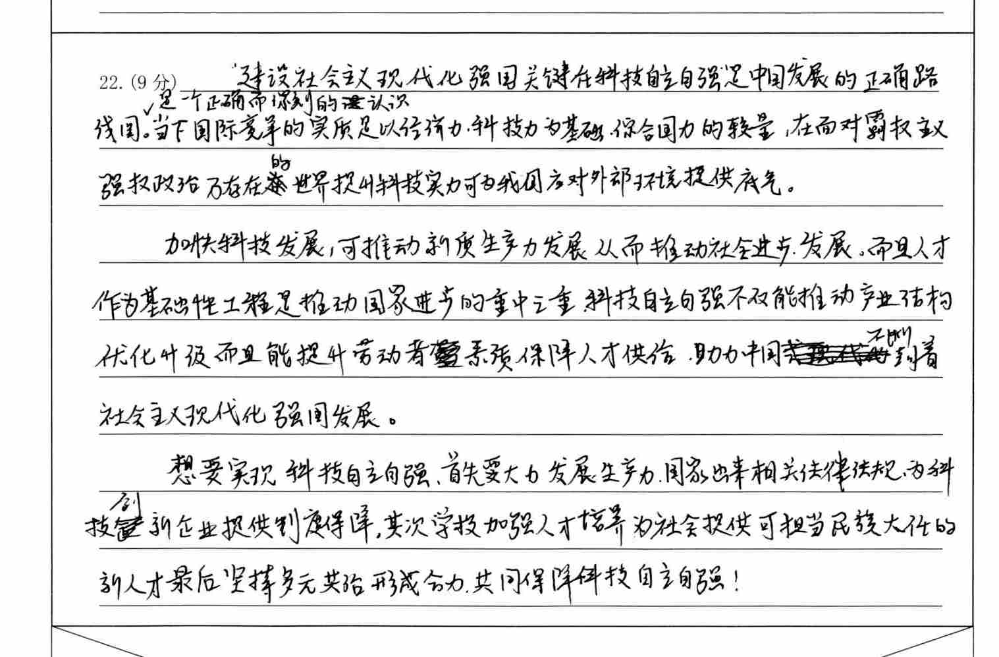 22. (9分) “建设社会主义现代化强国关键在科技自立自强”是中国发展的正确路
是一个正确而深刻的认识
线图。当下国际竞争的实质是以经济力.科技力为基础.综合国力的较量,在面对霸权主义
强权政治仍存在的世界提升科技实力可为我国应对外部环境提供底气。
加快科技发展,可推动新质生产力发展从而推动社会进步.发展。而且人才
作为基础性工程是推动国家进步的重中之重.科技自立自强不仅能推动产业结构
优化升级而且能提升劳动者素质保障人才供给.助力中国不断向着
社会主义现代化强国发展。
想要实现科技自立自强、首先要大力发展生产力.国家出来相关法律法规、为科
技创新企业提供制度保障,其次学校加强人才培养为社会提供可担当民族大任的
新人才最后坚持多元共治形成合力.共同保障科技自立自强!